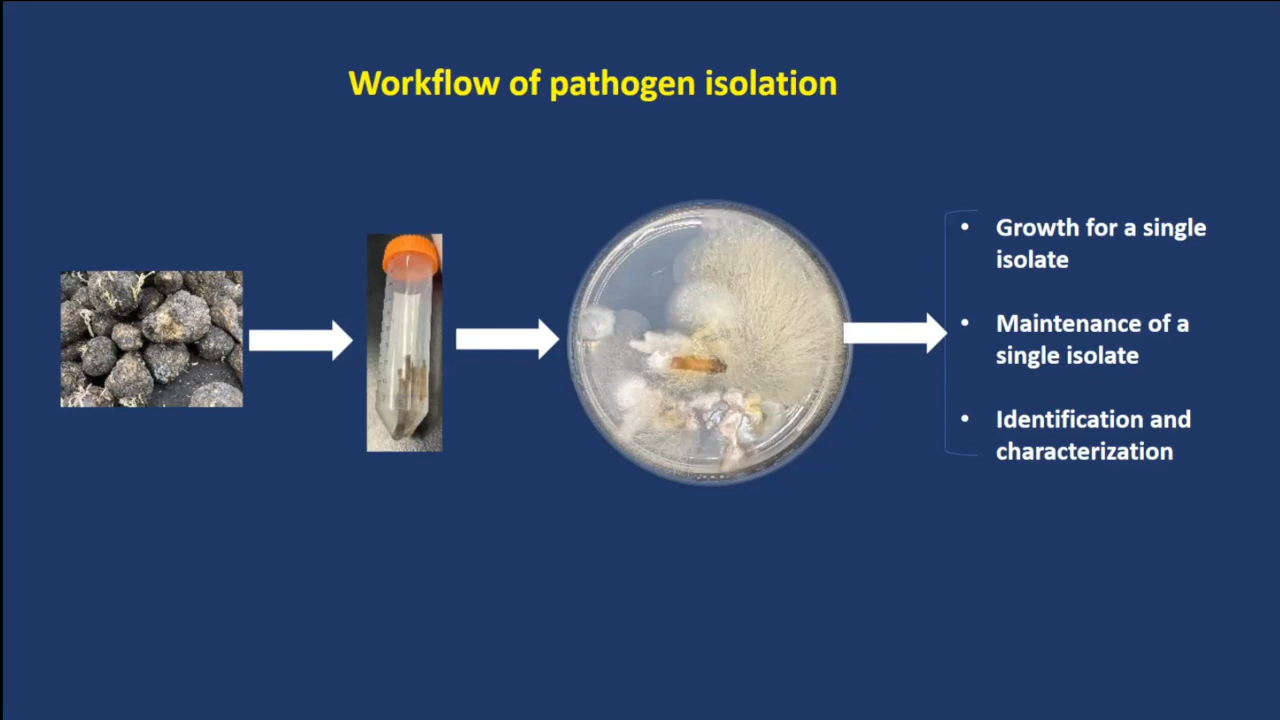 Workflow of pathogen isolation
• Growth for a single
isolate
• Maintenance of a
single isolate
• Identification and
characterization